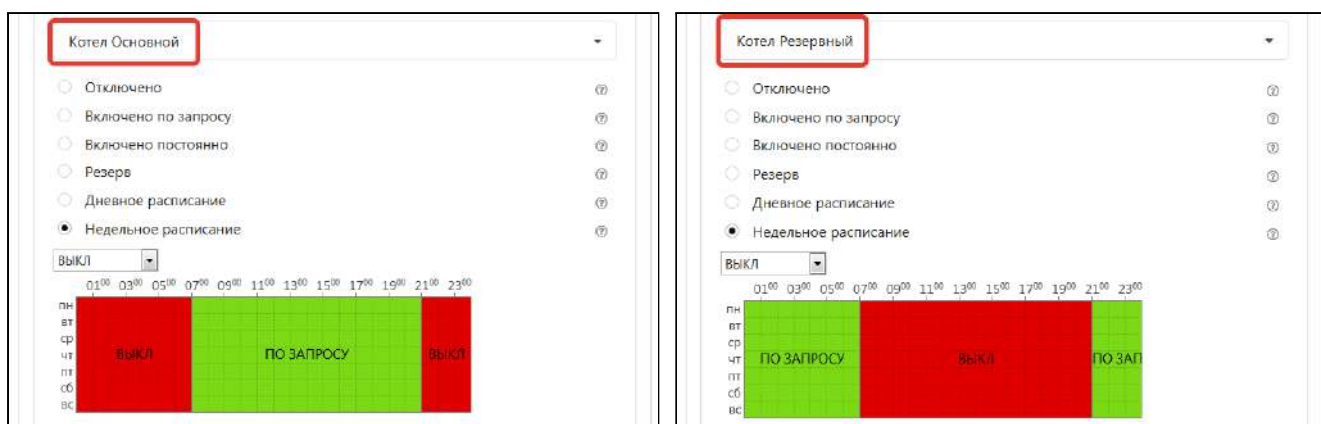 Котел Основной
Отключено
Включено по запросу
Включено постоянно
Резерв
Дневное расписание
Недельное расписание
ВЫКЛ
01⁰⁰ 03⁰⁰ 05⁰⁰ 07⁰⁰ 09⁰⁰ 11⁰⁰ 13⁰⁰ 15⁰⁰ 17⁰⁰ 19⁰⁰ 21⁰⁰ 23⁰⁰
пн
вт
ср
чт ВЫКЛ ПО ЗАПРОСУ ВЫКЛ
пт
сб
вс
Котел Резервный
Отключено
Включено по запросу
Включено постоянно
Резерв
Дневное расписание
Недельное расписание
ВЫКЛ
01⁰⁰ 03⁰⁰ 05⁰⁰ 07⁰⁰ 09⁰⁰ 11⁰⁰ 13⁰⁰ 15⁰⁰ 17⁰⁰ 19⁰⁰ 21⁰⁰ 23⁰⁰
пн
вт
ср
чт ПО ЗАПРОСУ ВЫКЛ ПО ЗАП
пт
сб
вс